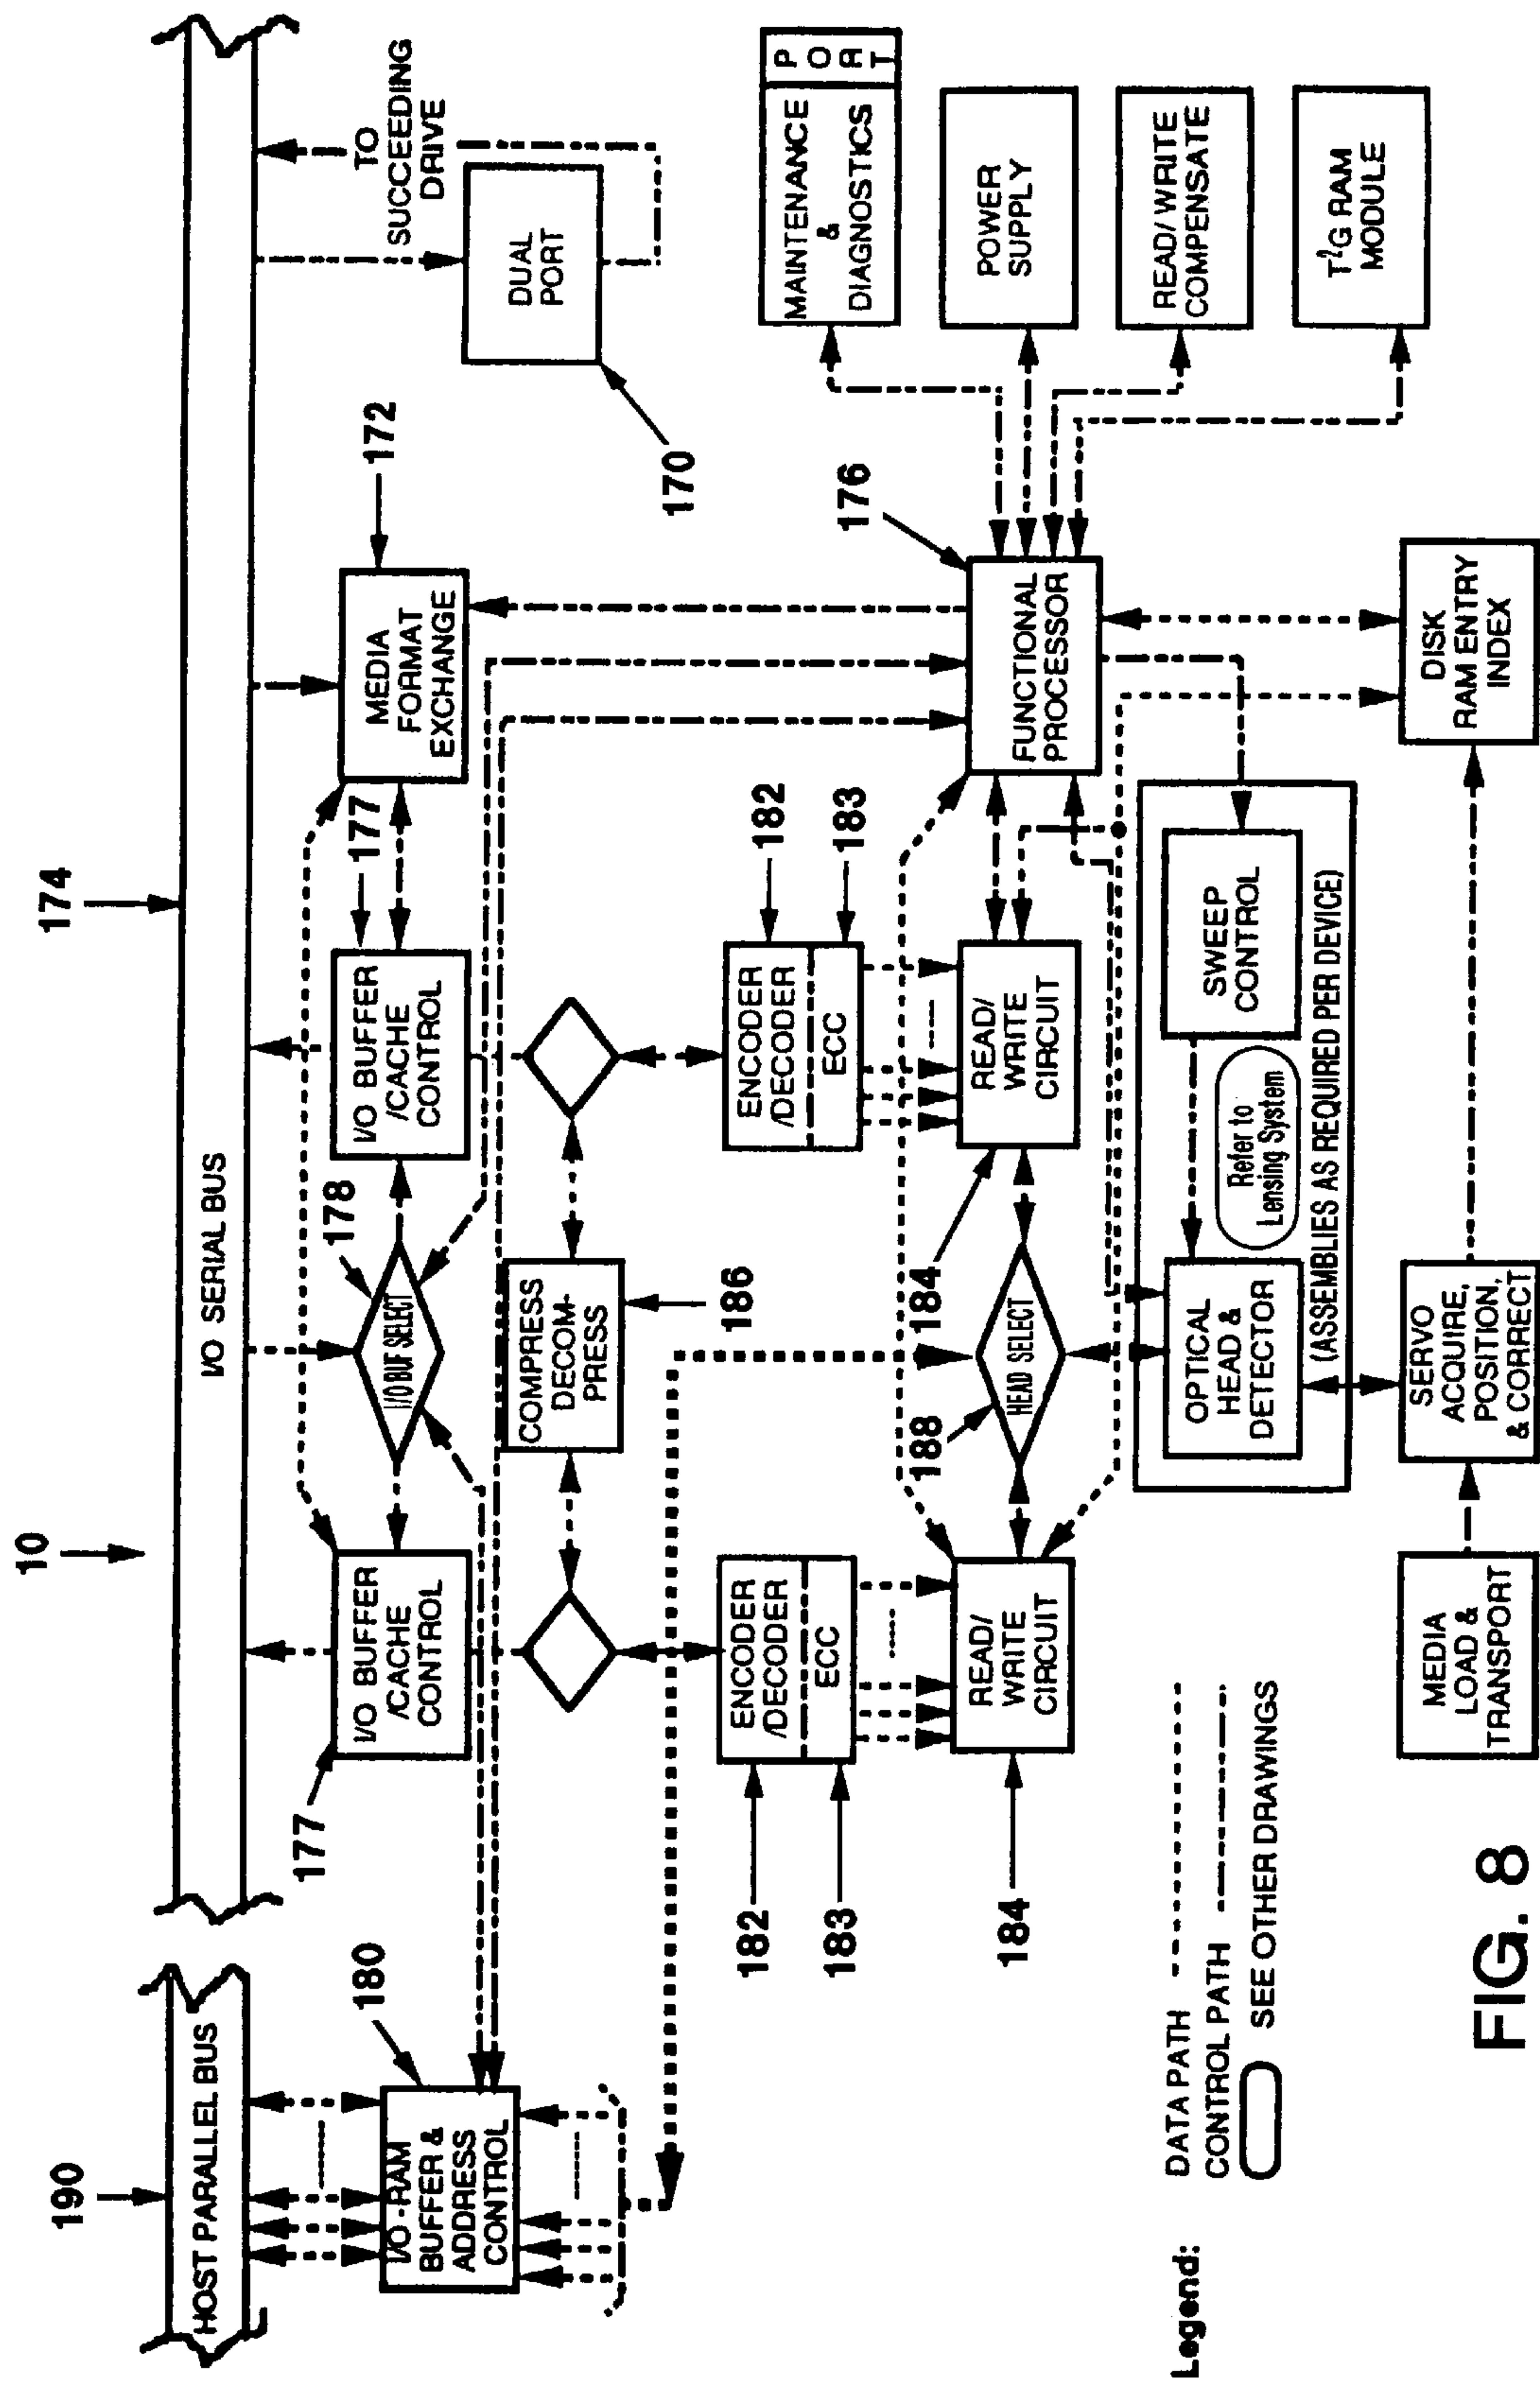 10
190
174
HOST PARALLEL BUS
I/O SERIAL BUS
180
177
178
177
172
TO
SUCCEEDING
DRIVE
I/O -RAM
BUFFER &
ADDRESS
CONTROL
I/O BUFFER
/CACHE
CONTROL
I/O BUF SELECT
I/O BUFFER
/CACHE
CONTROL
MEDIA
FORMAT
EXCHANGE
DUAL
PORT
170
COMPRESS
DECOM-
PRESS
186
182
183
ENCODER
/DECODER
ECC
182
183
ENCODER
/DECODER
ECC
176
MAINTENANCE
&
DIAGNOSTICS
PORT
184
READ/
WRITE
CIRCUIT
188
HEAD SELECT
184
READ/
WRITE
CIRCUIT
FUNCTIONAL
PROCESSOR
POWER
SUPPLY
READ/WRITE
COMPENSATE
OPTICAL
HEAD &
DETECTOR
Refer to
Lensing System
SWEEP
CONTROL
(ASSEMBLIES AS REQUIRED PER DEVICE)
RAM MODULE
Legend:
DATA PATH
CONTROL PATH
SEE OTHER DRAWINGS
MEDIA
LOAD &
TRANSPORT
SERVO
ACQUIRE,
POSITION,
& CORRECT
DISK
RAM ENTRY
INDEX
FIG. 8